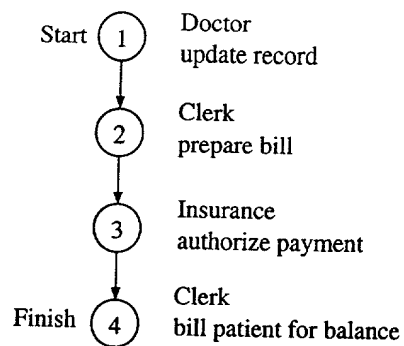 Start 1 Doctor
update record
2 Clerk
prepare bill
3 Insurance
authorize payment
Finish 4 Clerk
bill patient for balance